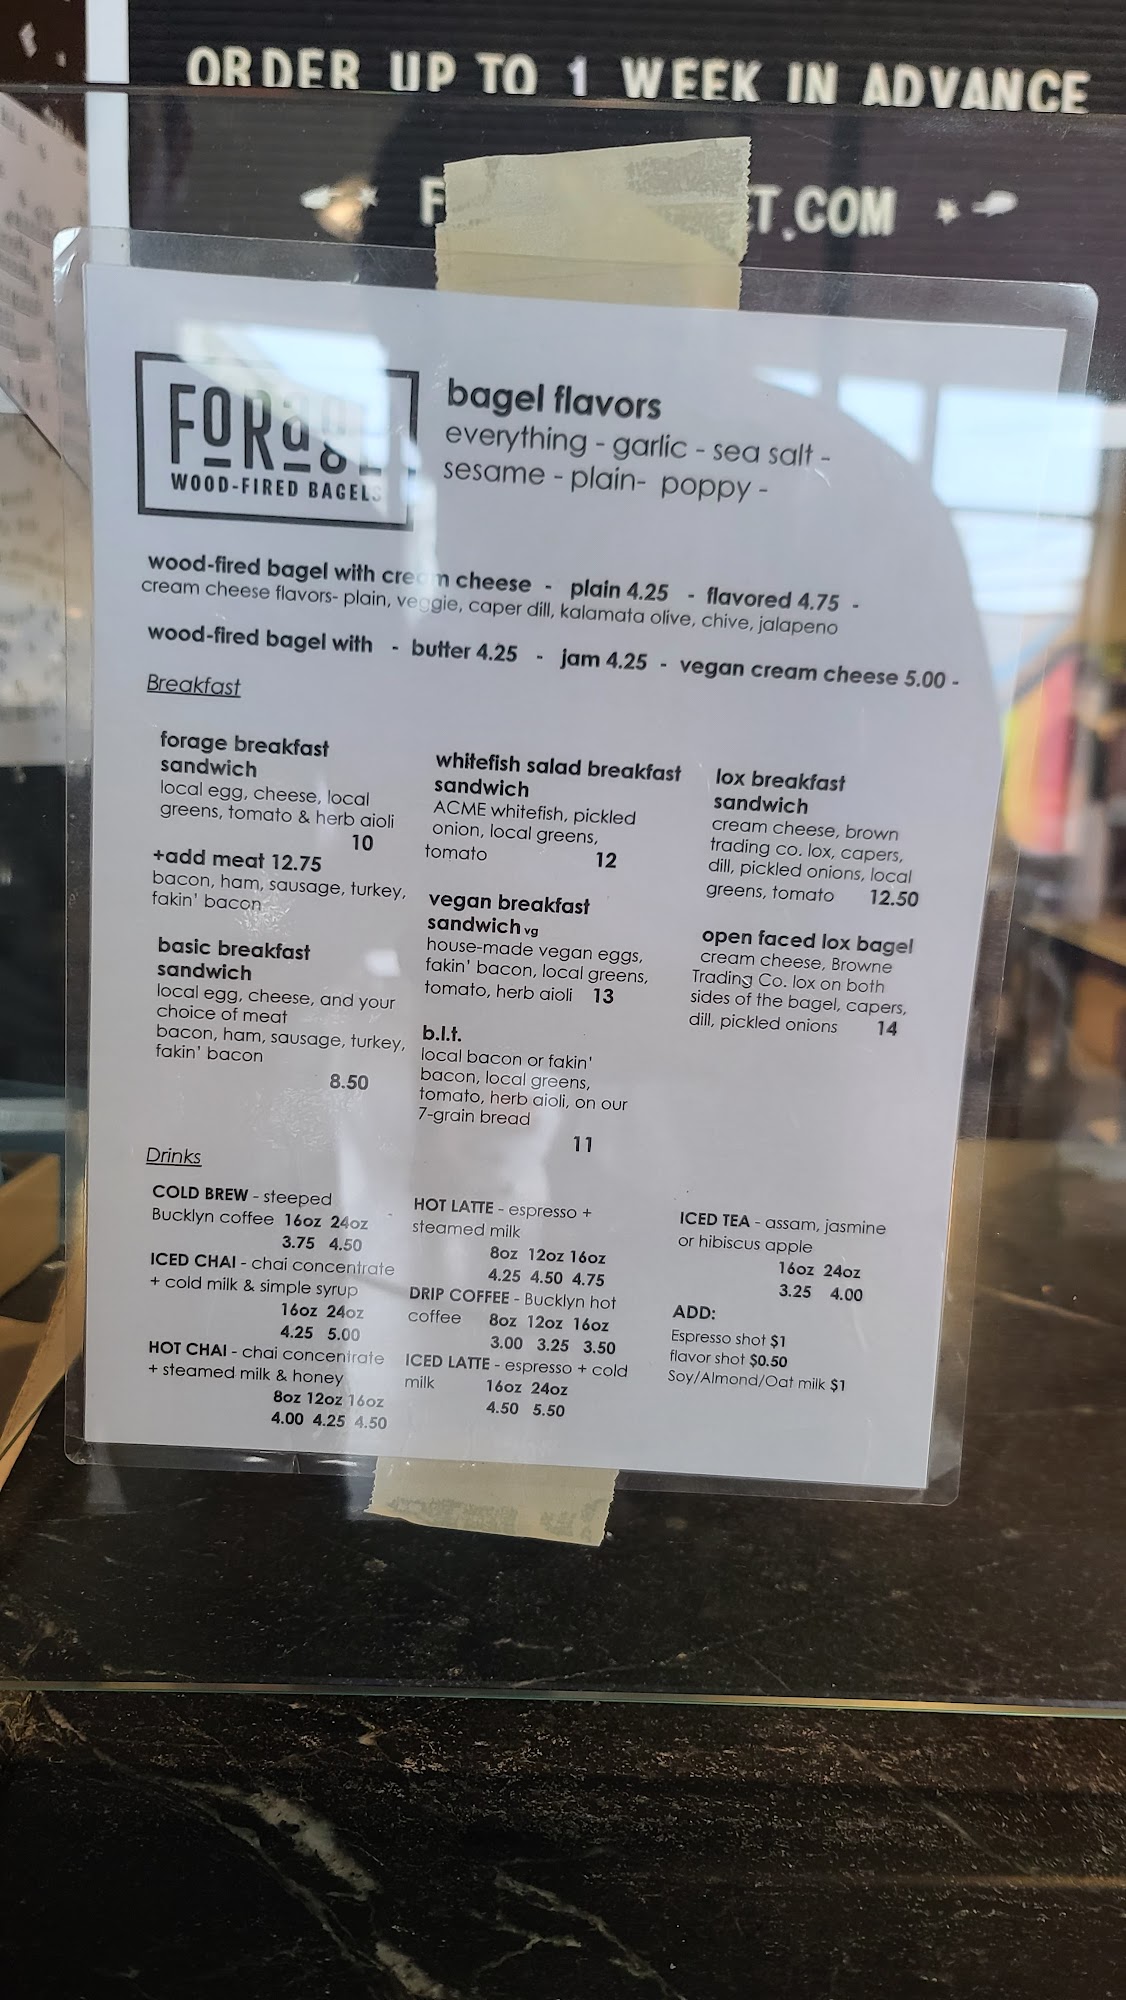 ORDER UP TO 1 WEEK IN ADVANCE
T.COM
FORAGE
WOOD-FIRED BAGELS
bagel flavors
everything - garlic - sea salt -
sesame - plain- poppy -
wood-fired bagel with cream cheese - plain 4.25 - flavored 4.75 -
cream cheese flavors- plain, veggie, caper dill, kalamata olive, chive, jalapeno
wood-fired bagel with - butter 4.25 - jam 4.25 - vegan cream cheese 5.00 -
Breakfast
forage breakfast
sandwich
local egg, cheese, local
greens, tomato & herb aioli
10
+add meat 12.75
bacon, ham, sausage, turkey,
fakin' bacon
basic breakfast
sandwich
local egg, cheese, and your
choice of meat
bacon, ham, sausage, turkey,
fakin' bacon
8.50
whitefish salad breakfast
sandwich
ACME whitefish, pickled
onion, local greens,
tomato 12
vegan breakfast
sandwich vg
house-made vegan eggs,
fakin' bacon, local greens,
tomato, herb aioli 13
b.l.t.
local bacon or fakin'
bacon, local greens,
tomato, herb aioli, on our
7-grain bread
11
lox breakfast
sandwich
cream cheese, brown
trading co. lox, capers,
dill, pickled onions, local
greens, tomato 12.50
open faced lox bagel
cream cheese, Browne
Trading Co. lox on both
sides of the bagel, capers,
dill, pickled onions 14
Drinks
COLD BREW - steeped
Bucklyn coffee 16oz 24oz
3.75 4.50
ICED CHAI - chai concentrate
+ cold milk & simple syrup
16oz 24oz
4.25 5.00
HOT CHAI - chai concentrate
+ steamed milk & honey
8oz 12oz 16oz
4.00 4.25 4.50
HOT LATTE - espresso +
steamed milk
8oz 12oz 16oz
4.25 4.50 4.75
DRIP COFFEE - Bucklyn hot
coffee 8oz 12oz 16oz
3.00 3.25 3.50
ICED LATTE - espresso + cold
milk 16oz 24oz
4.50 5.50
ICED TEA - assam, jasmine
or hibiscus apple
16oz 24oz
3.25 4.00
ADD:
Espresso shot $1
flavor shot $0.50
Soy/Almond/Oat milk $1